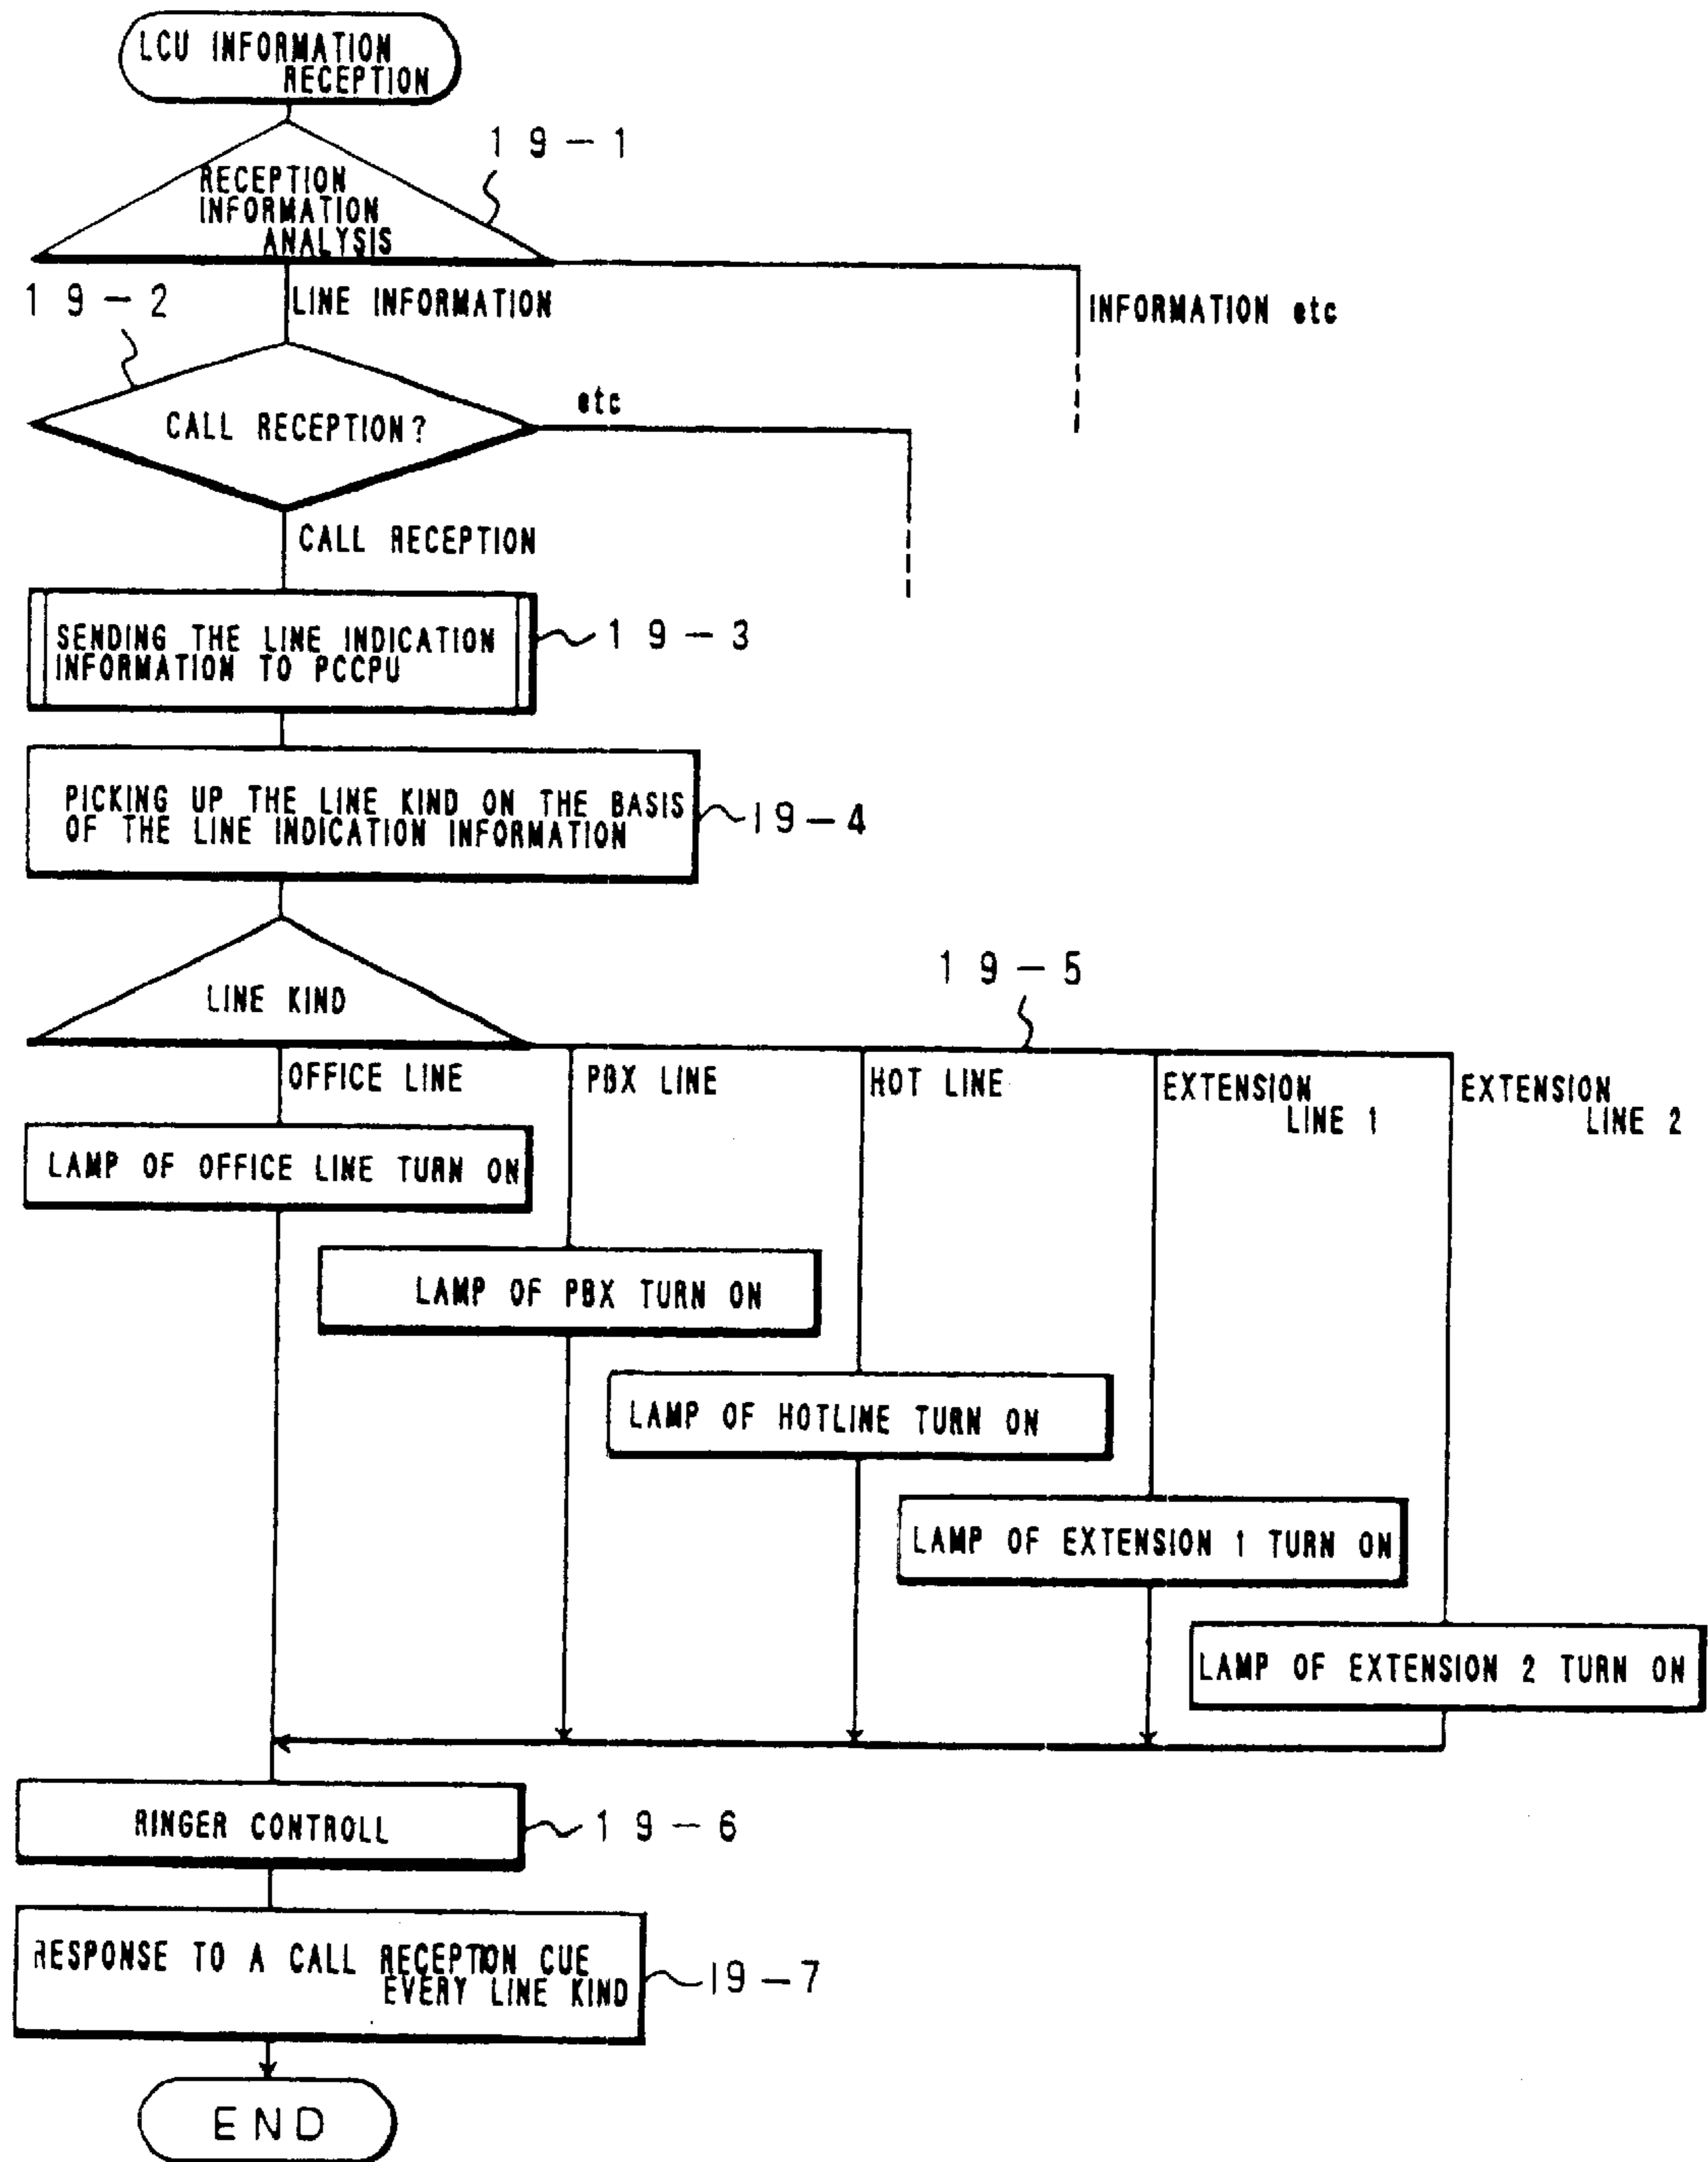 LCU INFORMATION
RECEPTION
19-1
RECEPTION
INFORMATION
ANALYSIS
19-2
LINE INFORMATION
INFORMATION etc
CALL RECEPTION?
etc
CALL RECEPTION
SENDING THE LINE INDICATION
INFORMATION TO PCCPU
19-3
PICKING UP THE LINE KIND ON THE BASIS
OF THE LINE INDICATION INFORMATION
19-4
LINE KIND
19-5
OFFICE LINE
PBX LINE
HOT LINE
EXTENSION
LINE 1
EXTENSION
LINE 2
LAMP OF OFFICE LINE TURN ON
LAMP OF PBX TURN ON
LAMP OF HOTLINE TURN ON
LAMP OF EXTENSION 1 TURN ON
LAMP OF EXTENSION 2 TURN ON
RINGER CONTROLL
19-6
RESPONSE TO A CALL RECEPTION CUE
EVERY LINE KIND
19-7
END